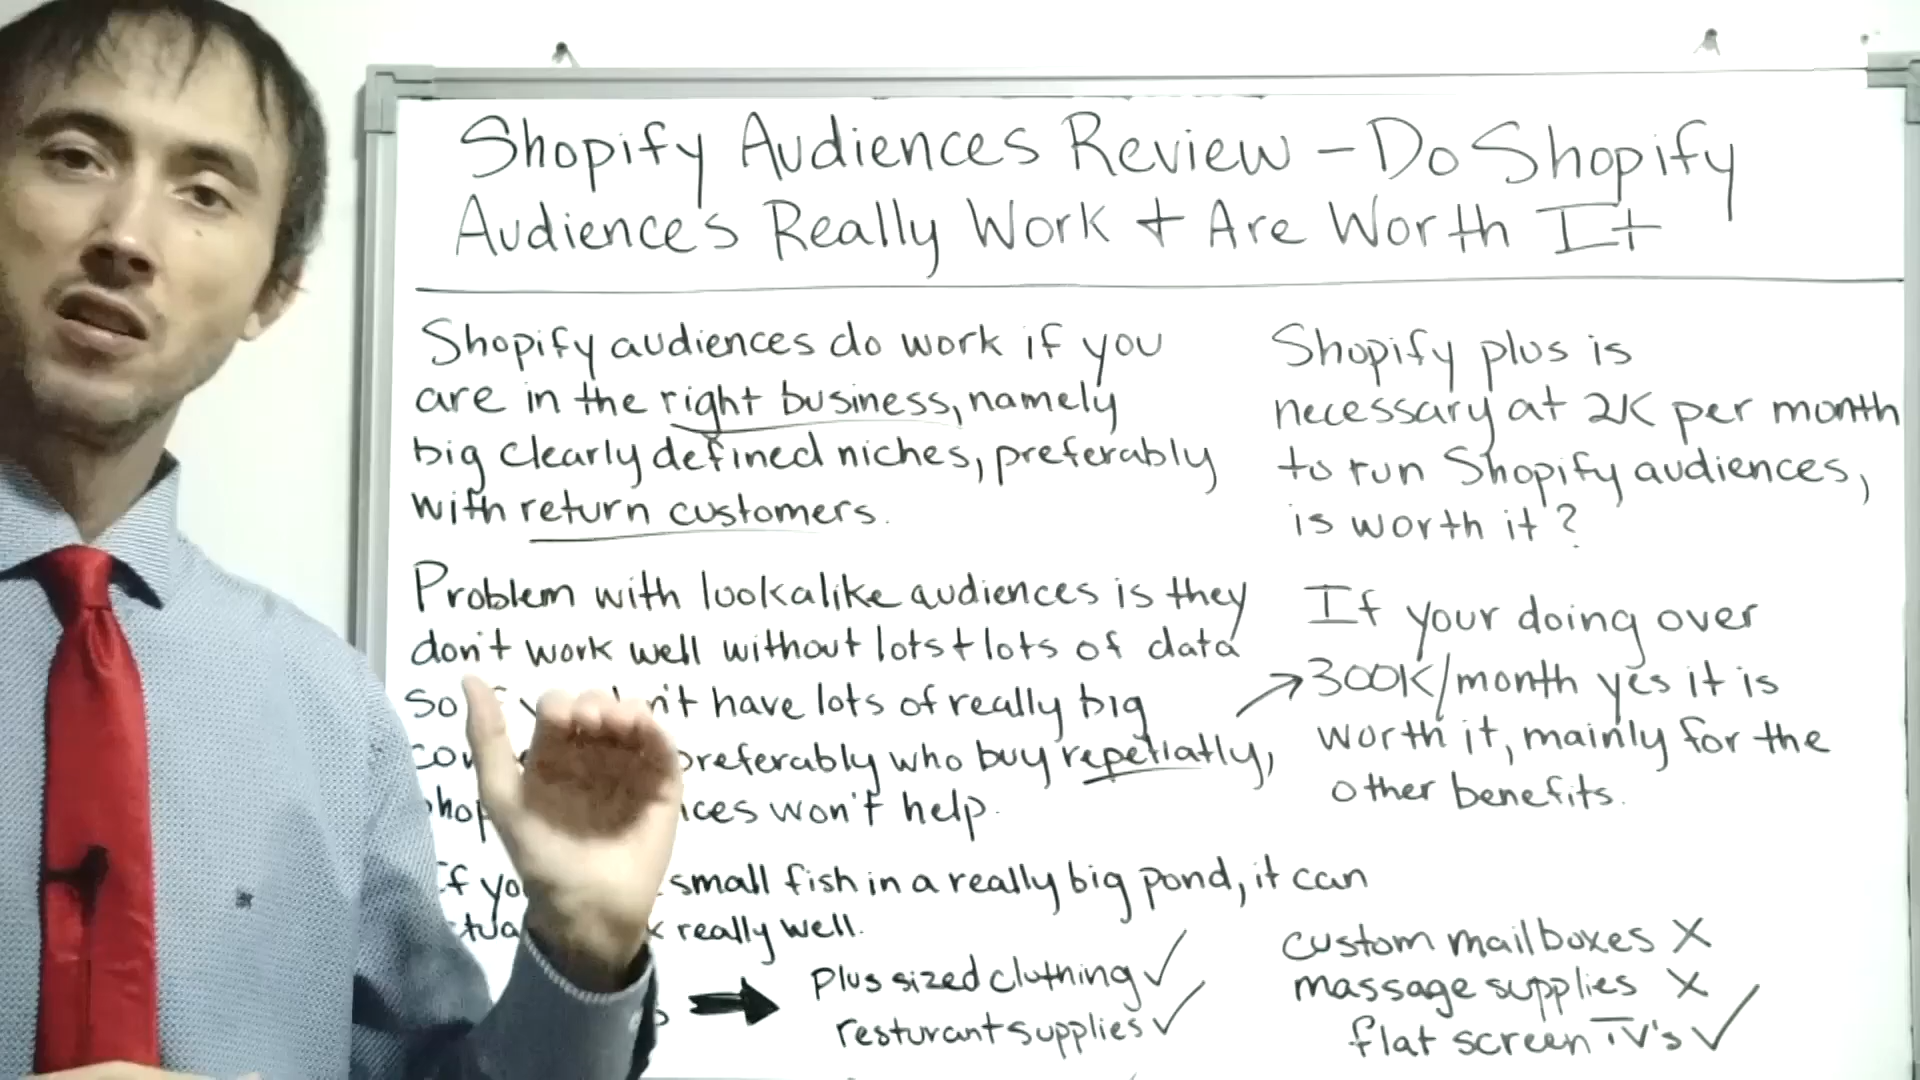 Shopify Audiences Review - Do Shopify
Audiences Really Work + Are Worth It
Shopify audiences do work if you
are in the right business, namely
big clearly defined niches, preferably
with return customers.
Problem with lookalike audiences is they
don't work well without lots + lots of data
so have lots of really big
preferably who buy repetiatly,
won't help.
small fish in a really big pond, it can
really well.
plus sized clothing ✓
resturant supplies ✓
Shopify plus is
necessary at 2K per month
to run Shopify audiences,
is worth it?
If your doing over
→ 300K/month yes it is
worth it, mainly for the
other benefits.
custom mailboxes X
massage supplies X
flat screen TV's ✓